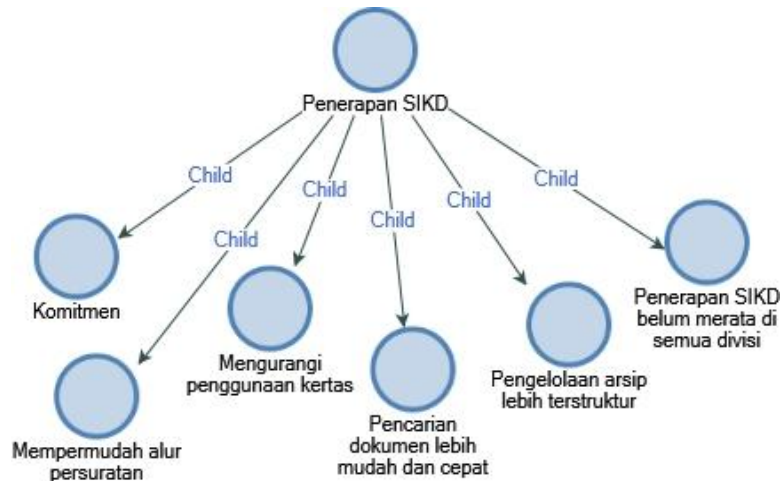 Penerapan SIKD
Child
Child
Child
Child
Child
Child
Komitmen
Mempermudah alur
persuratan
Mengurangi
penggunaan kertas
Pencarian
dokumen lebih
mudah dan cepat
Pengelolaan arsip
lebih terstruktur
Penerapan SIKD
belum merata di
semua divisi